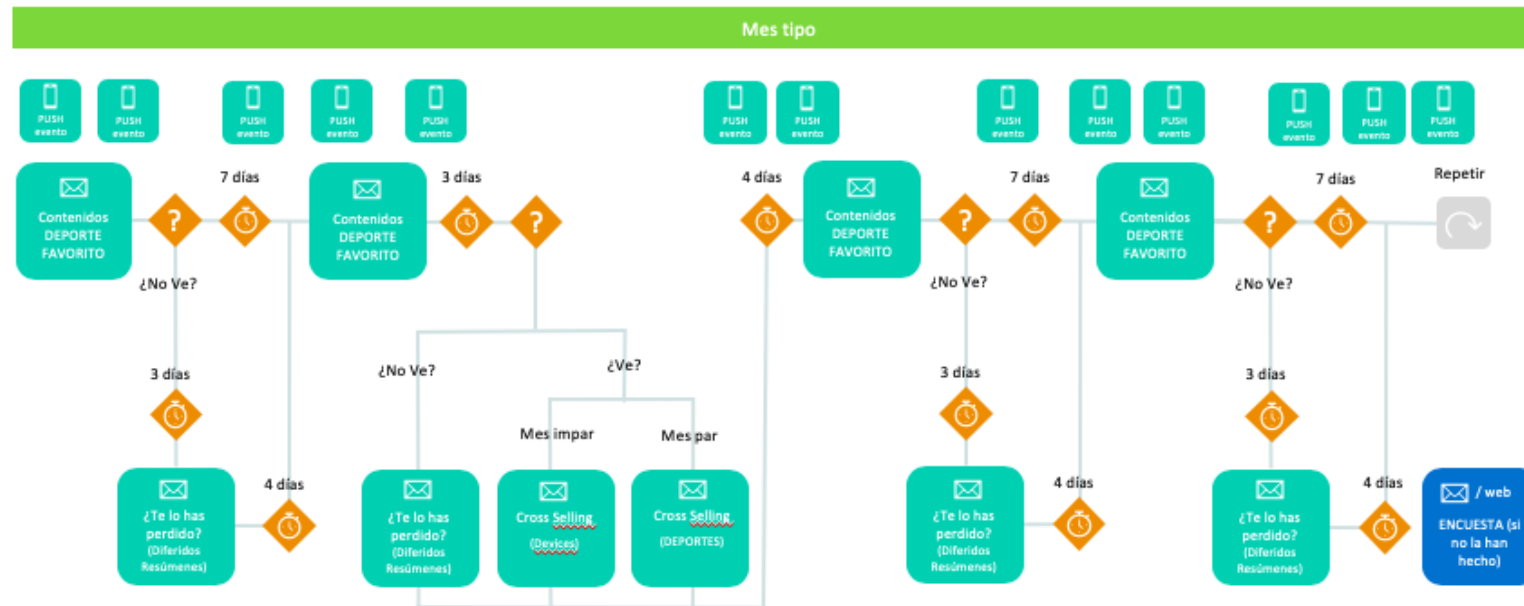 Mes tipo
PUSH
evento
PUSH
evento
PUSH
evento
PUSH
evento
PUSH
evento
PUSH
evento
PUSH
evento
PUSH
evento
PUSH
evento
PUSH
evento
PUSH
evento
PUSH
evento
PUSH
evento
Contenidos
DEPORTE
FAVORITO
?
7 días
Contenidos
DEPORTE
FAVORITO
3 días
?
4 días
Contenidos
DEPORTE
FAVORITO
?
7 días
Contenidos
DEPORTE
FAVORITO
?
7 días
Repetir
¿No Ve?
¿No Ve?
¿No Ve?
3 días
¿No Ve?
¿Ve?
3 días
3 días
Mes impar
Mes par
¿Te lo has
perdido?
(Diferidos
Resúmenes)
4 días
¿Te lo has
perdido?
(Diferidos
Resúmenes)
Cross Selling
(Devices)
Cross Selling
(DEPORTES)
¿Te lo has
perdido?
(Diferidos
Resúmenes)
4 días
¿Te lo has
perdido?
(Diferidos
Resúmenes)
4 días
/ web
ENCUESTA (si
no la han
hecho)